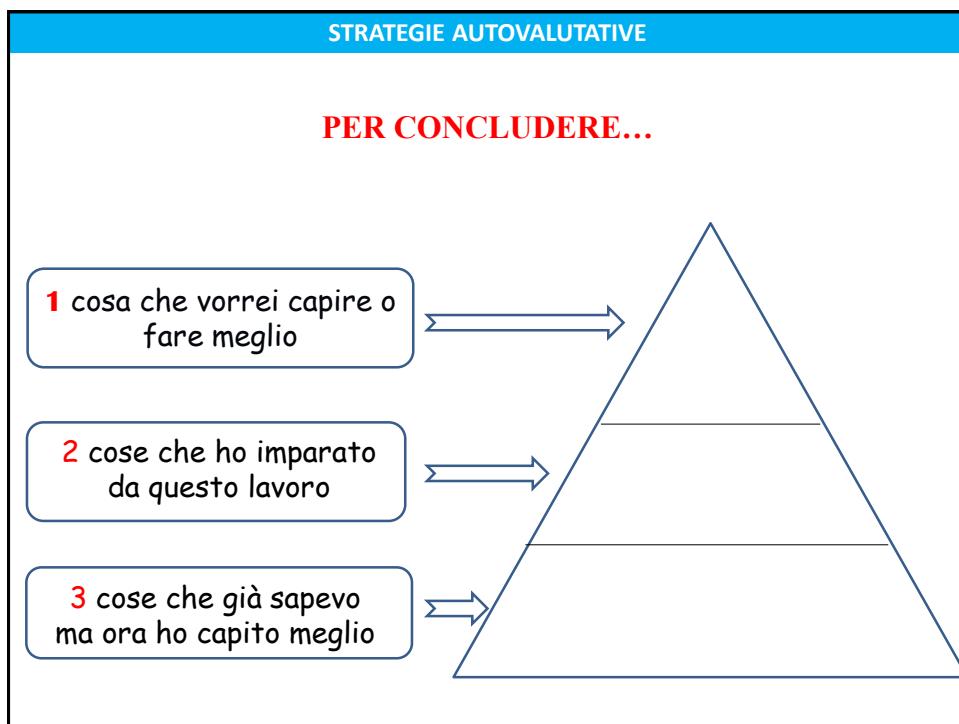 STRATEGIE AUTOVALUTATIVE
PER CONCLUDERE…
1 cosa che vorrei capire o
fare meglio
2 cose che ho imparato
da questo lavoro
3 cose che già sapevo
ma ora ho capito meglio